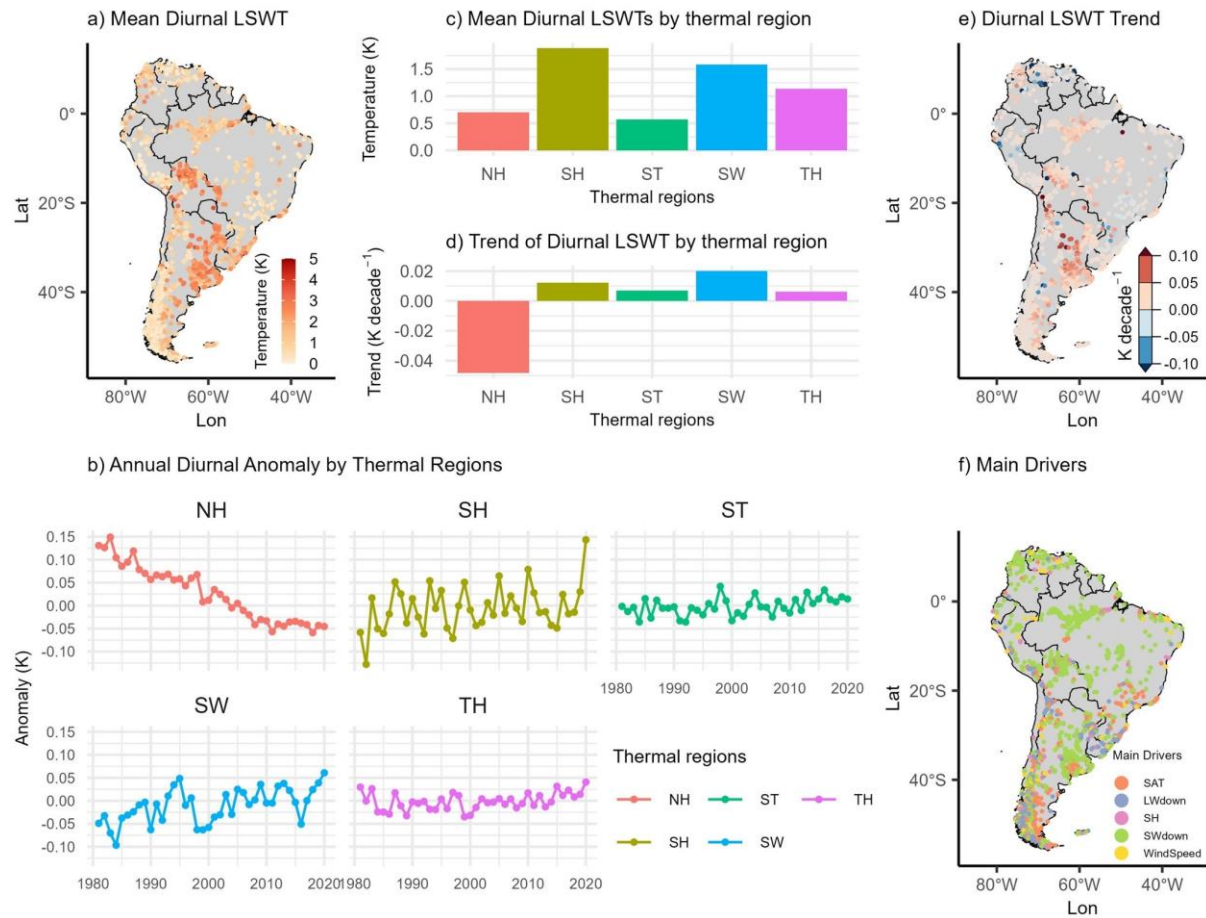 a) Mean Diurnal LSWT
c) Mean Diurnal LSWTs by thermal region
e) Diurnal LSWT Trend
Lat
0°
20°S
40°S
Temperature (K)
5
4
3
2
1
0
80°W 60°W 40°W
Lon
Temperature (K)
1.5
1.0
0.5
0.0
NH SH ST SW TH
Thermal regions
d) Trend of Diurnal LSWT by thermal region
Trend (K decade⁻¹)
0.02
0.00
-0.02
-0.04
NH SH ST SW TH
Thermal regions
Lat
0°
20°S
40°S
K decade⁻¹
0.10
0.05
0.00
-0.05
-0.10
80°W 60°W 40°W
Lon
b) Annual Diurnal Anomaly by Thermal Regions
f) Main Drivers
NH SH ST
Anomaly (K)
0.15
0.10
0.05
0.00
-0.05
-0.10
1980 1990 2000 2010 2020
SW TH
0.15
0.10
0.05
0.00
-0.05
-0.10
1980 1990 2000 2010 2020
1980 1990 2000 2010 2020
Thermal regions
NH ST TH
SH SW
Lat
0°
20°S
40°S
Main Drivers
SAT
LWdown
SH
SWdown
WindSpeed
80°W 60°W 40°W
Lon